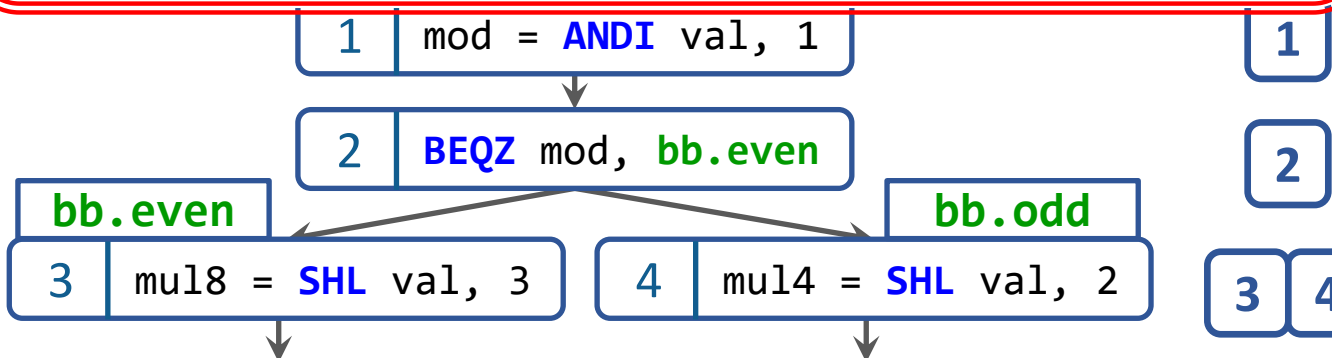 1 mod = ANDI val, 1
1
2 BEQZ mod, bb.even
2
bb.even
bb.odd
3 mul8 = SHL val, 3
4 mul4 = SHL val, 2
3 4